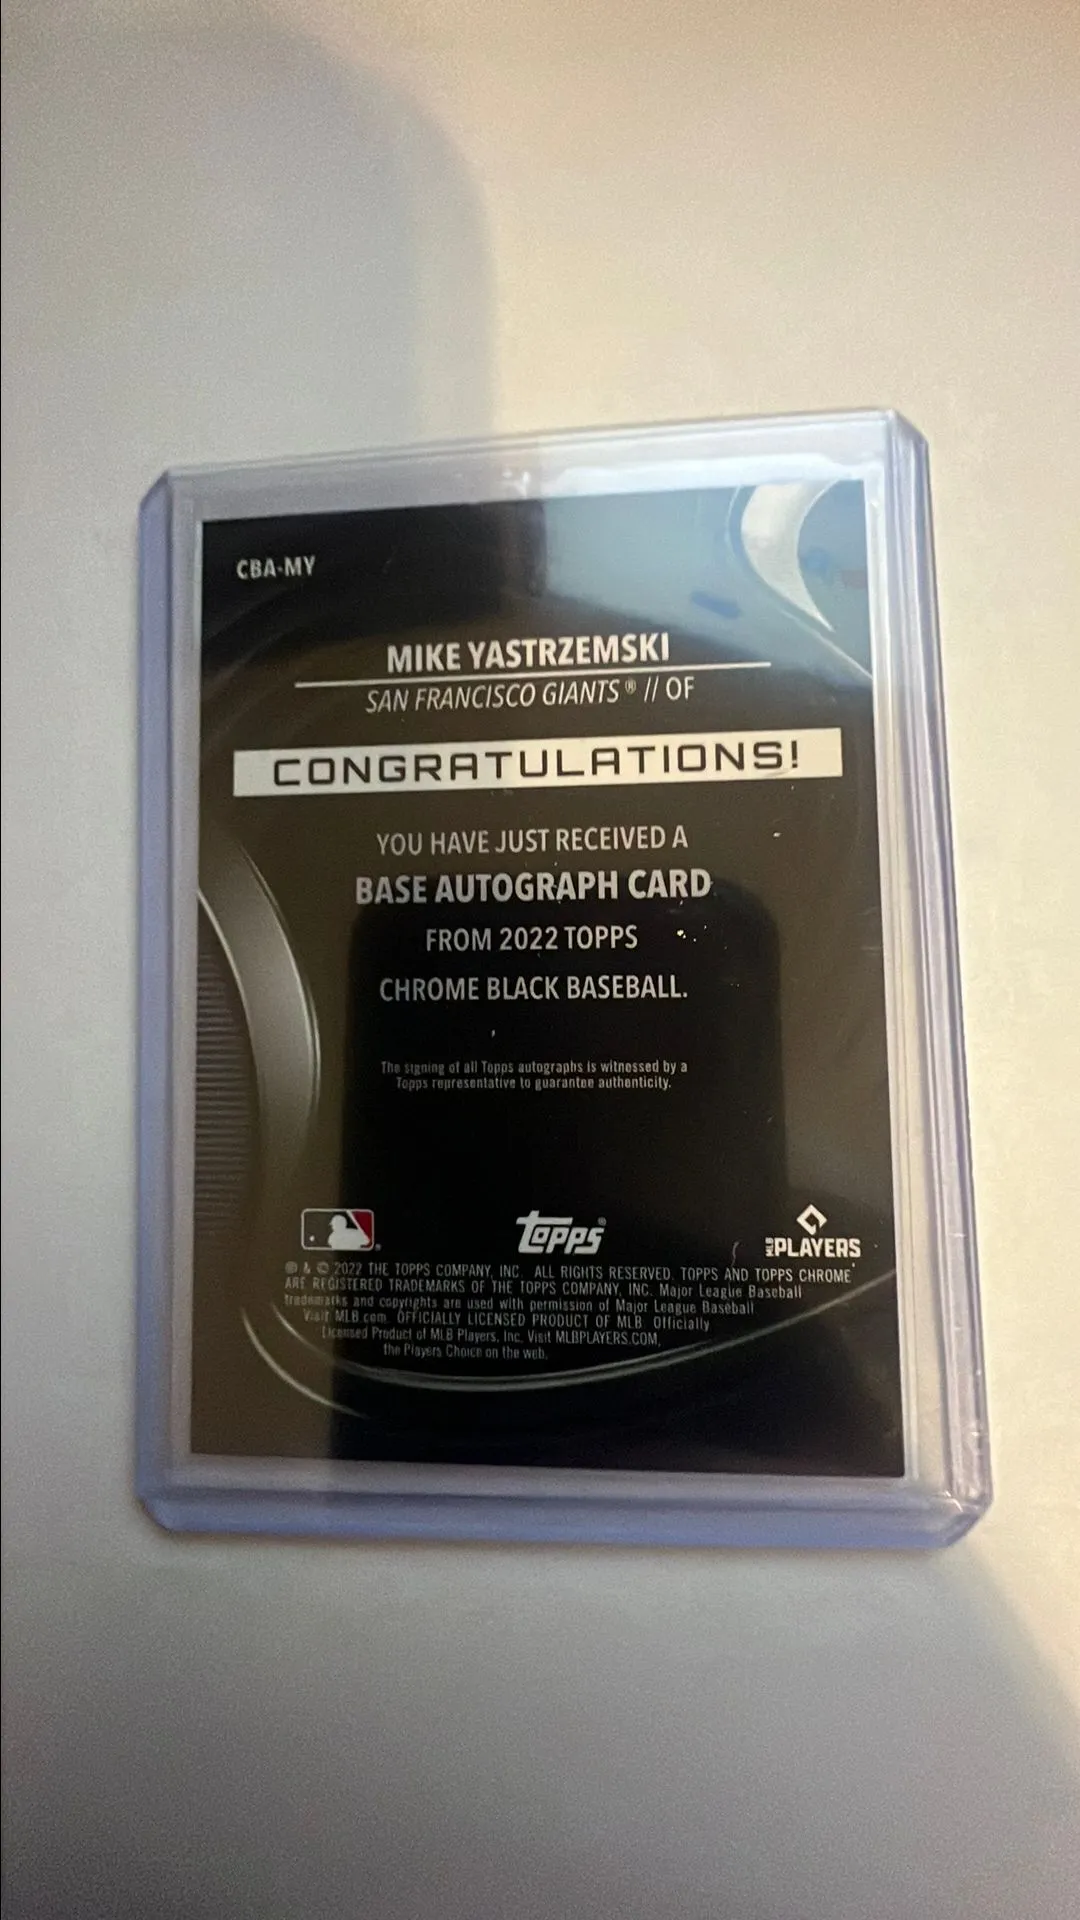 CBA-MY
MIKE YASTRZEMSKI
SAN FRANCISCO GIANTS® // OF
CONGRATULATIONS!
YOU HAVE JUST RECEIVED A
BASE AUTOGRAPH CARD
FROM 2022 TOPPS
CHROME BLACK BASEBALL.
The signing of all Topps autographs is witnessed by a
Topps representative to guarantee authenticity.
topps®
MLB PLAYERS
® & © 2022 THE TOPPS COMPANY, INC. ALL RIGHTS RESERVED. TOPPS AND TOPPS CHROME
ARE REGISTERED TRADEMARKS OF THE TOPPS COMPANY, INC. Major League Baseball
trademarks and copyrights are used with permission of Major League Baseball.
Visit MLB.com. OFFICIALLY LICENSED PRODUCT OF MLB. Officially
Licensed Product of MLB Players, Inc. Visit MLBPLAYERS.COM,
the Players Choice on the web.